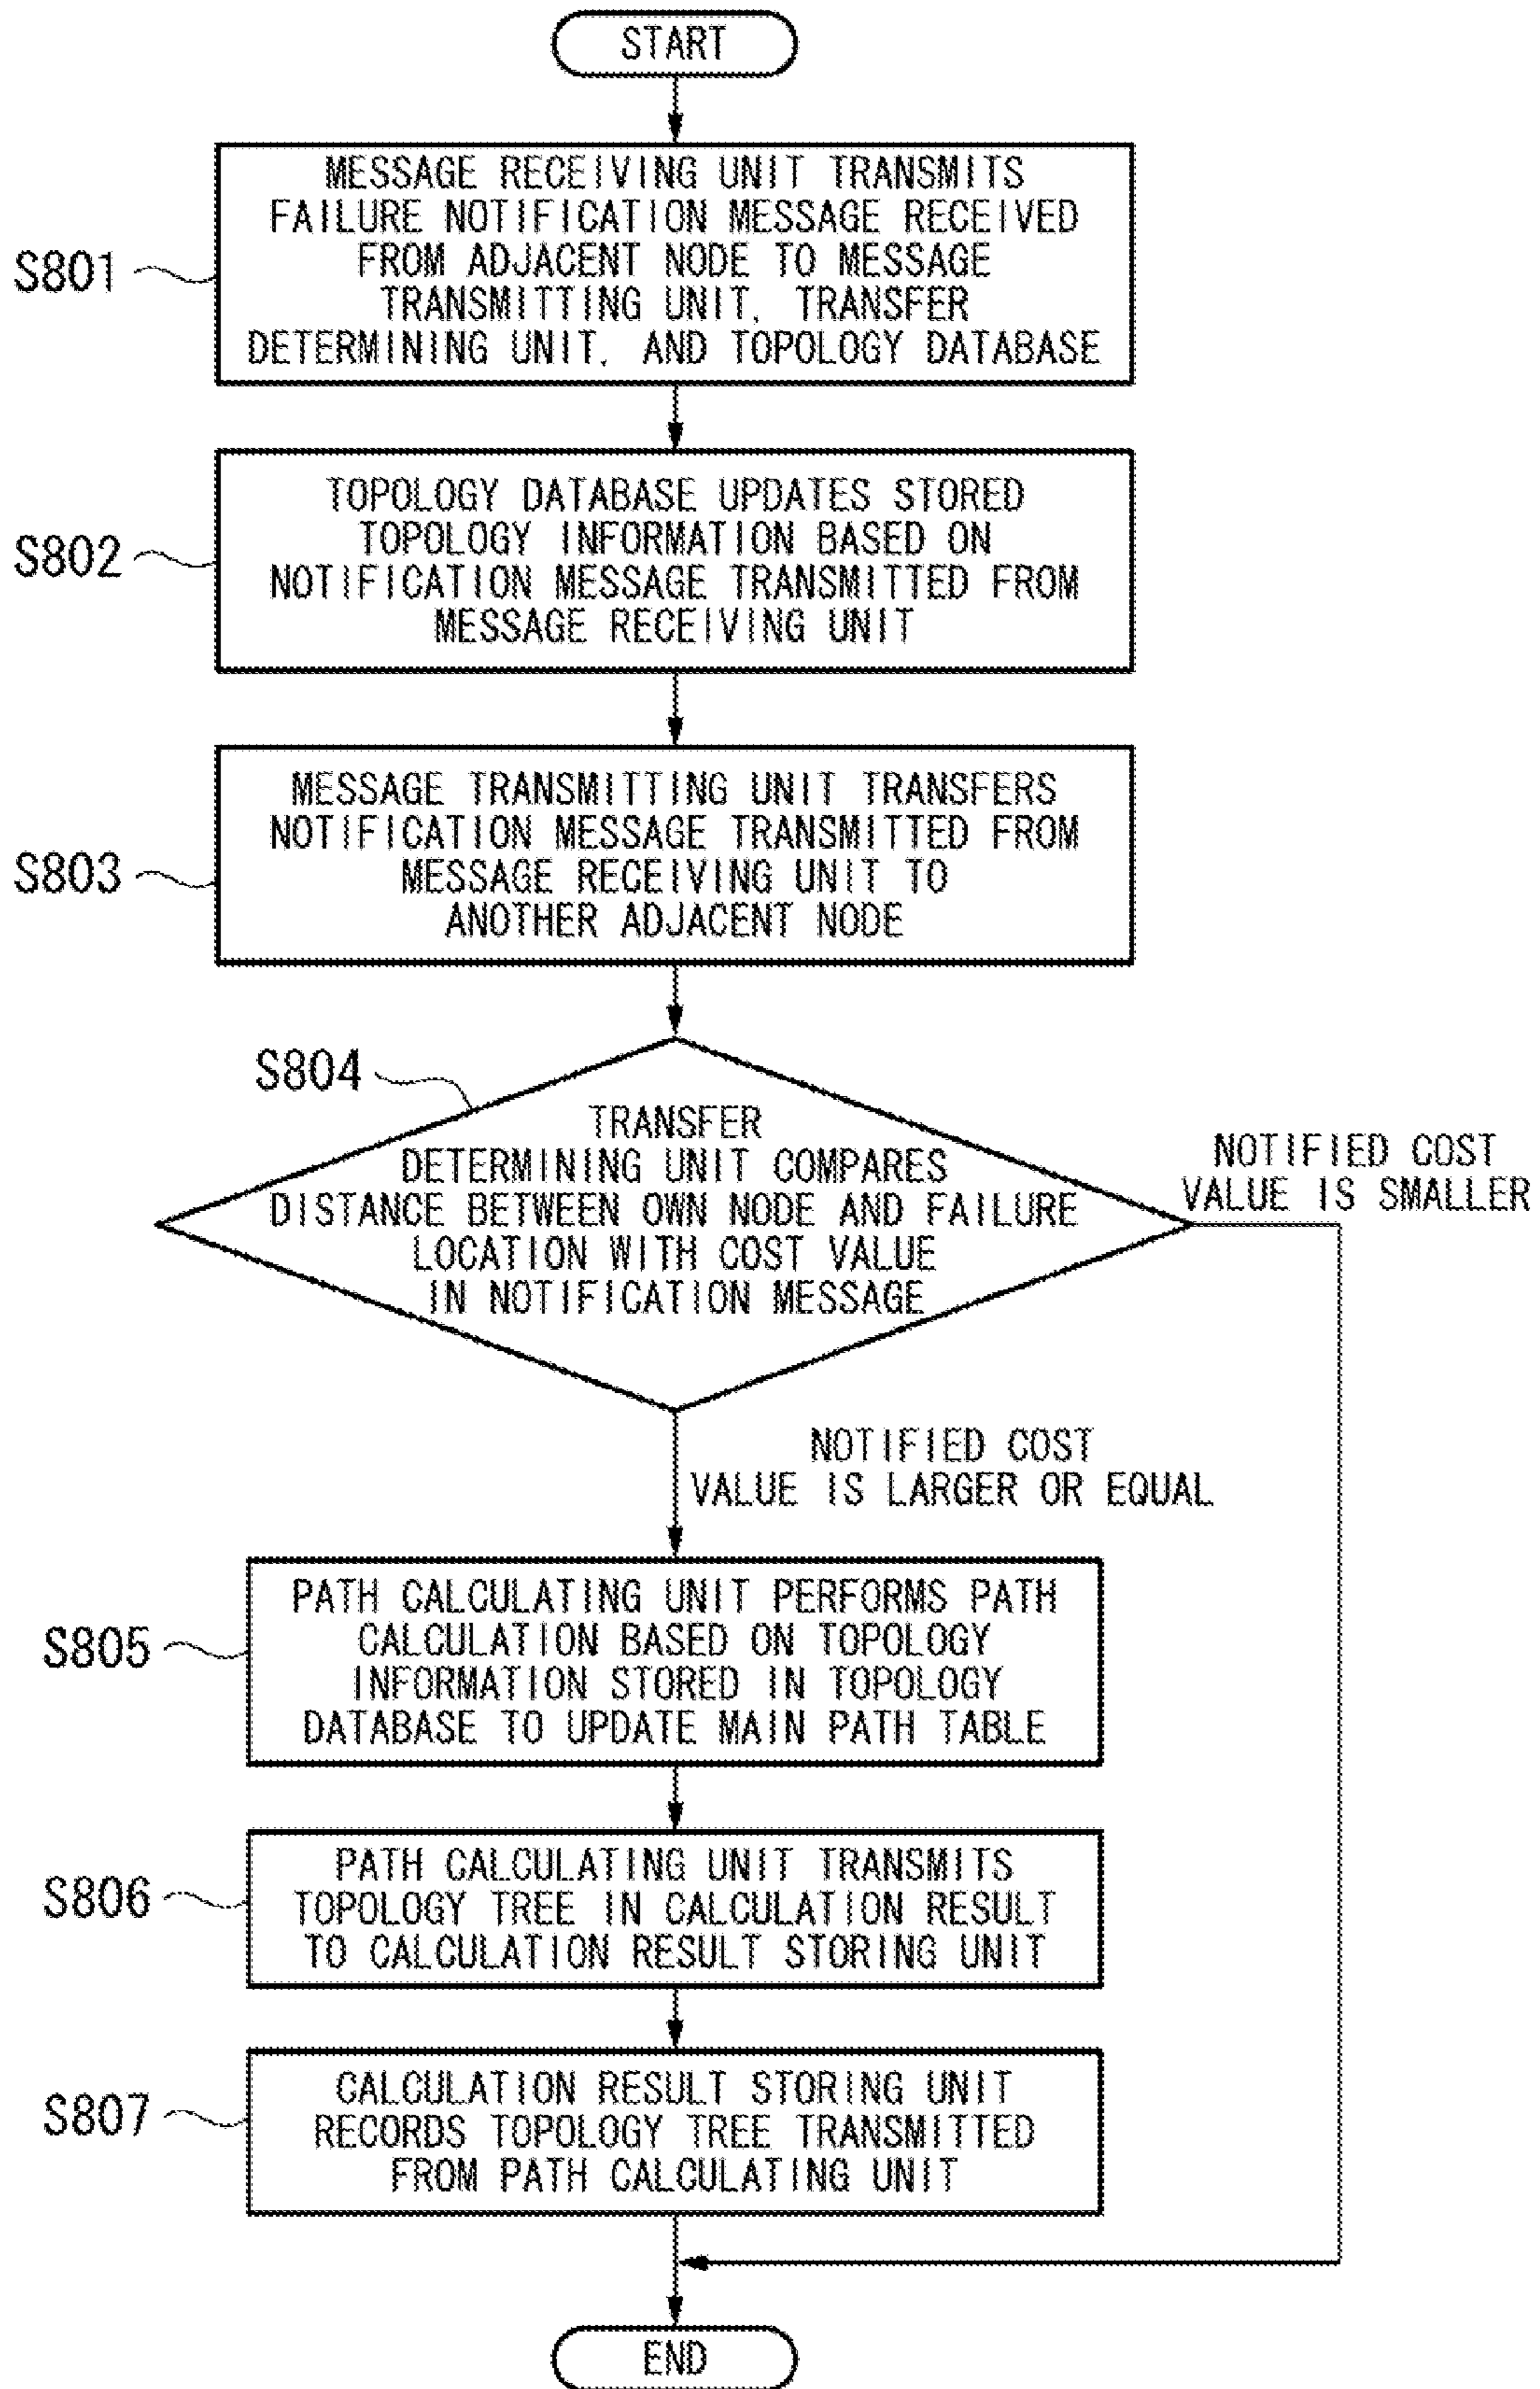 START
MESSAGE RECEIVING UNIT TRANSMITS
FAILURE NOTIFICATION MESSAGE RECEIVED
FROM ADJACENT NODE TO MESSAGE
TRANSMITTING UNIT, TRANSFER
DETERMINING UNIT, AND TOPOLOGY DATABASE
S801
TOPOLOGY DATABASE UPDATES STORED
TOPOLOGY INFORMATION BASED ON
NOTIFICATION MESSAGE TRANSMITTED FROM
MESSAGE RECEIVING UNIT
S802
MESSAGE TRANSMITTING UNIT TRANSFERS
NOTIFICATION MESSAGE TRANSMITTED FROM
MESSAGE RECEIVING UNIT TO
ANOTHER ADJACENT NODE
S803
S804
TRANSFER
DETERMINING UNIT COMPARES
DISTANCE BETWEEN OWN NODE AND FAILURE
LOCATION WITH COST VALUE
IN NOTIFICATION MESSAGE
NOTIFIED COST
VALUE IS SMALLER
NOTIFIED COST
VALUE IS LARGER OR EQUAL
PATH CALCULATING UNIT PERFORMS PATH
CALCULATION BASED ON TOPOLOGY
INFORMATION STORED IN TOPOLOGY
DATABASE TO UPDATE MAIN PATH TABLE
S805
PATH CALCULATING UNIT TRANSMITS
TOPOLOGY TREE IN CALCULATION RESULT
TO CALCULATION RESULT STORING UNIT
S806
CALCULATION RESULT STORING UNIT
RECORDS TOPOLOGY TREE TRANSMITTED
FROM PATH CALCULATING UNIT
S807
END